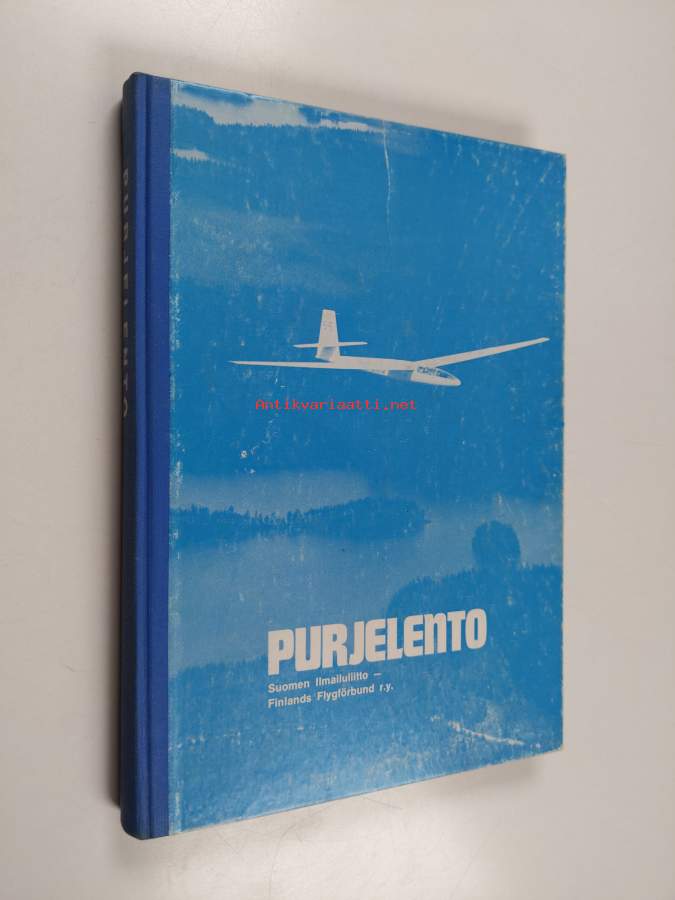 PURJELENTO
Antikvariaatti.net
PURJELENTO
Suomen Ilmailuliitto –
Finlands Flygförbund r.y.